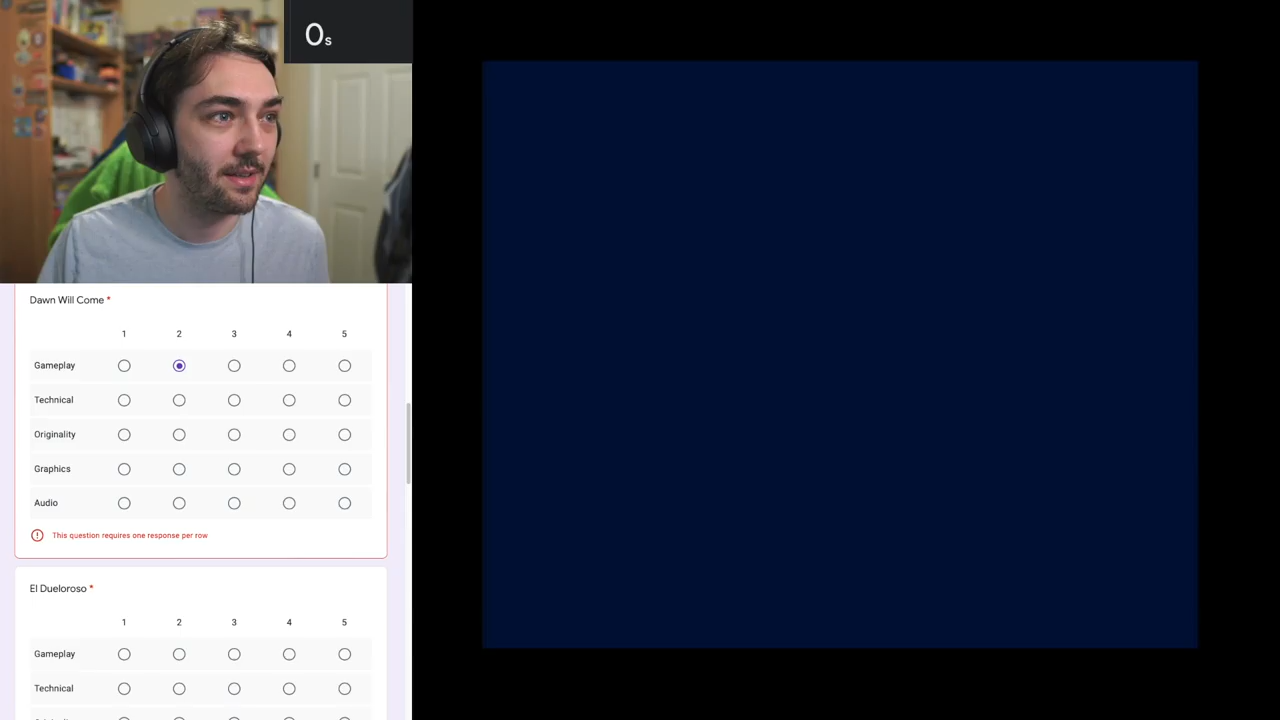 0s
Dawn Will Come *
1 2 3 4 5
Gameplay
Technical
Originality
Graphics
Audio
This question requires one response per row
El Dueloroso *
1 2 3 4 5
Gameplay
Technical